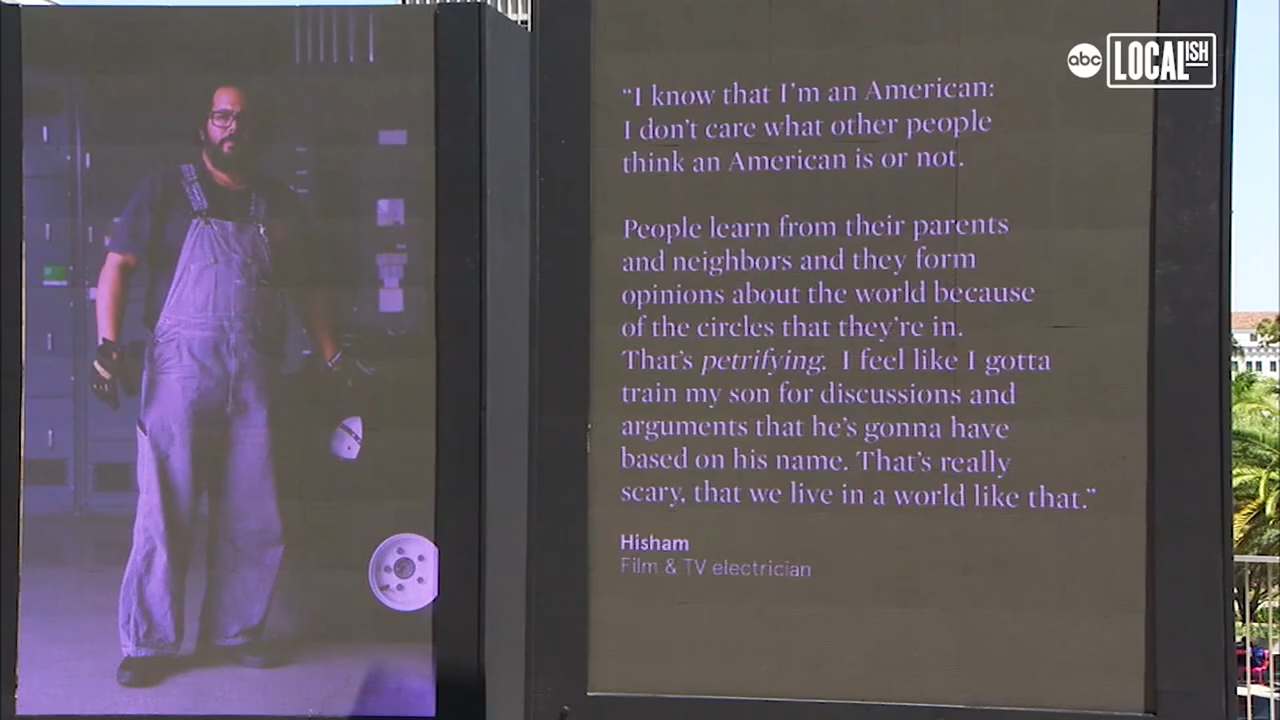 abc LOCALISH
“I know that I’m an American:
I don’t care what other people
think an American is or not.
People learn from their parents
and neighbors and they form
opinions about the world because
of the circles that they’re in.
That’s petrifying. I feel like I gotta
train my son for discussions and
arguments that he’s gonna have
based on his name. That’s really
scary, that we live in a world like that.”
Hisham
Film & TV electrician